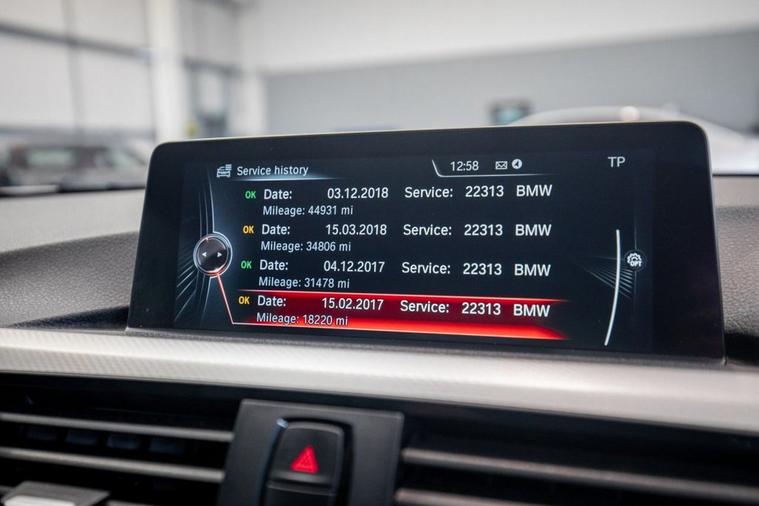 Service history
12:58
TP
OK Date: 03.12.2018 Service: 22313 BMW
Mileage: 44931 mi
OK Date: 15.03.2018 Service: 22313 BMW
Mileage: 34806 mi
OK Date: 04.12.2017 Service: 22313 BMW
Mileage: 31478 mi
OK Date: 15.02.2017 Service: 22313 BMW
Mileage: 18220 mi
OPT